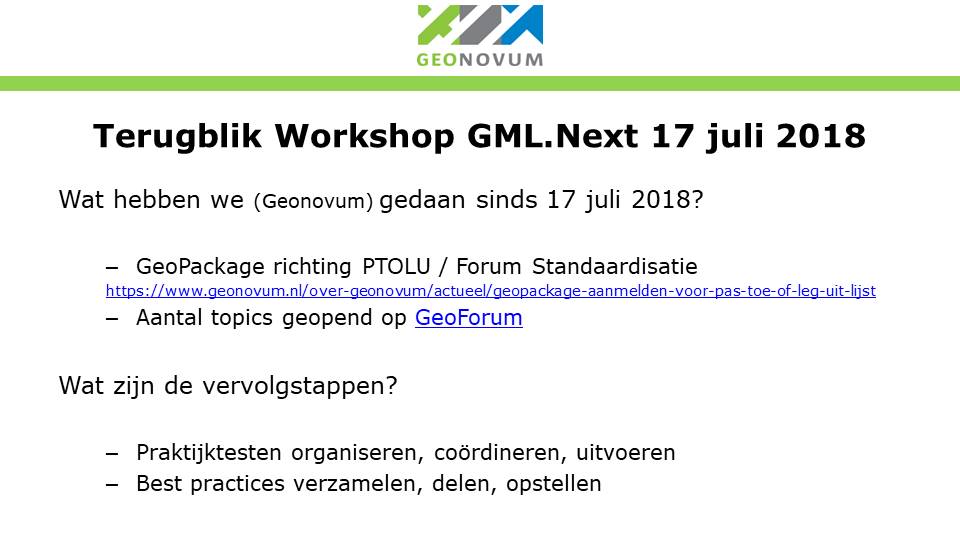 GEONOVUM
Terugblik Workshop GML.Next 17 juli 2018
Wat hebben we (Geonovum) gedaan sinds 17 juli 2018?
– GeoPackage richting PTOLU / Forum Standaardisatie
https://www.geonovum.nl/over-geonovum/actueel/geopackage-aanmelden-voor-pas-toe-of-leg-uit-lijst
– Aantal topics geopend op GeoForum
Wat zijn de vervolgstappen?
– Praktijktesten organiseren, coördineren, uitvoeren
– Best practices verzamelen, delen, opstellen